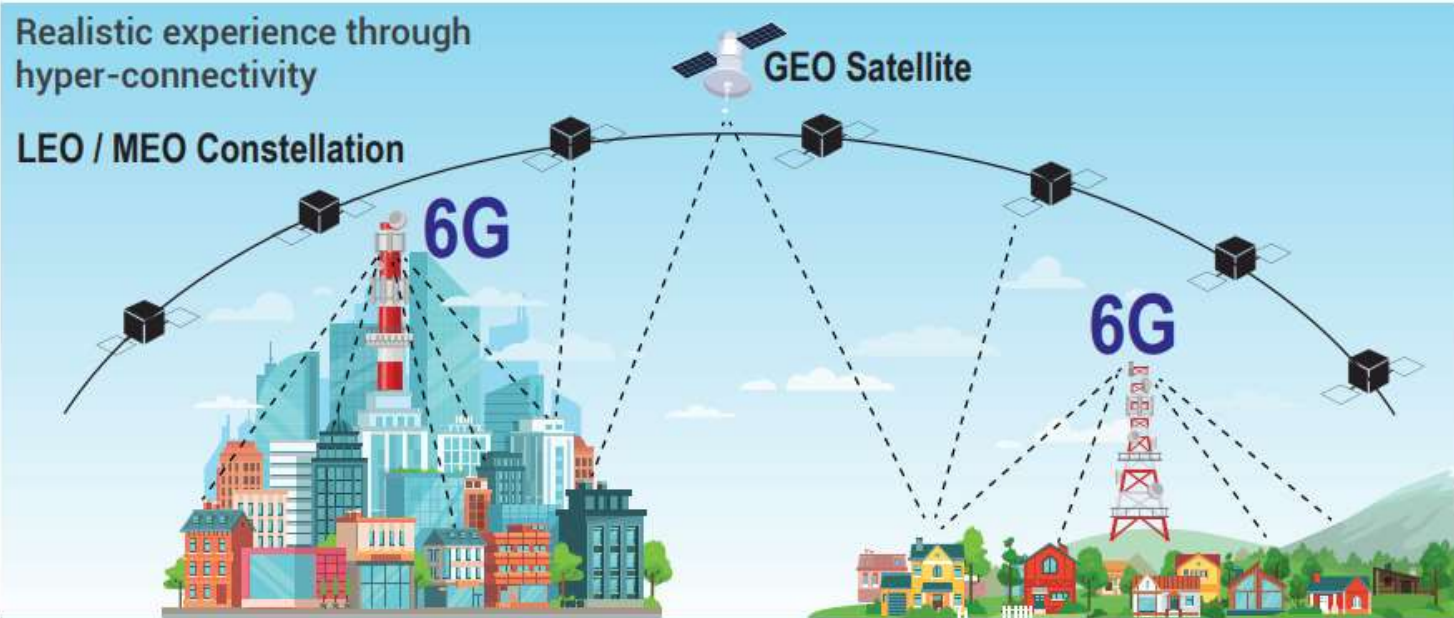 Realistic experience through
hyper-connectivity
GEO Satellite
LEO / MEO Constellation
6G
6G